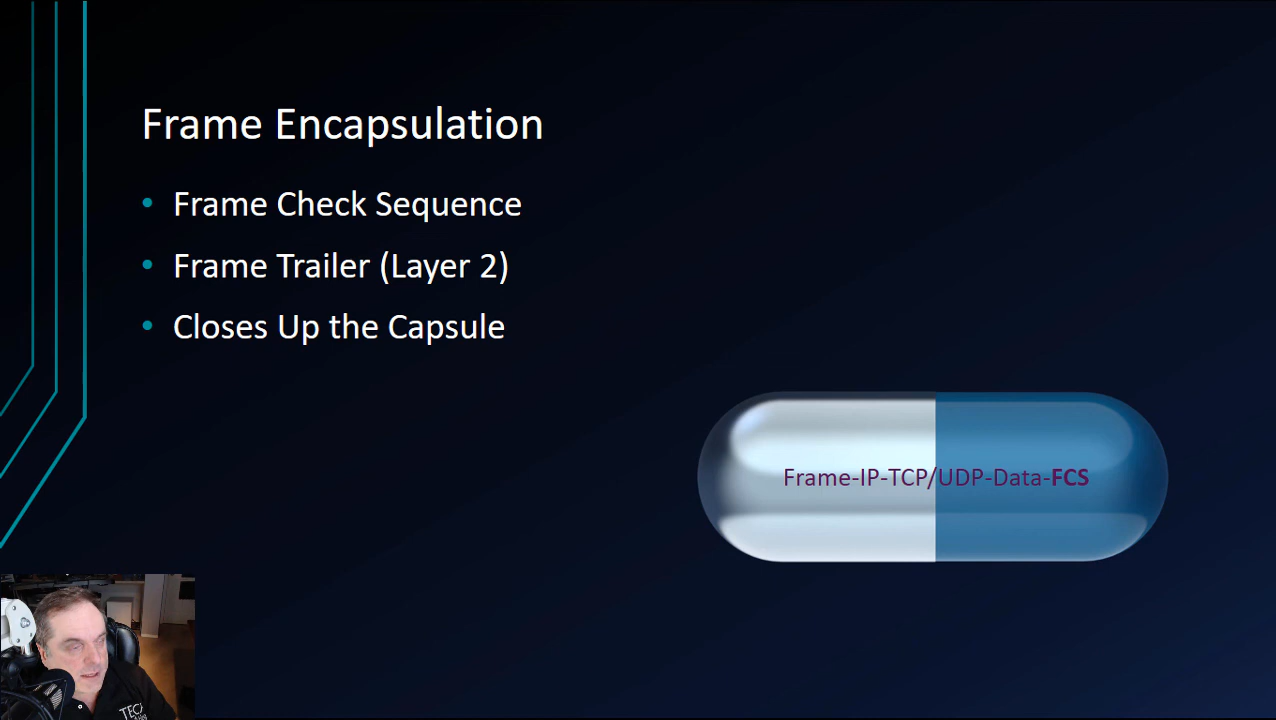 Frame Encapsulation
• Frame Check Sequence
• Frame Trailer (Layer 2)
• Closes Up the Capsule
Frame-IP-TCP/UDP-Data-FCS